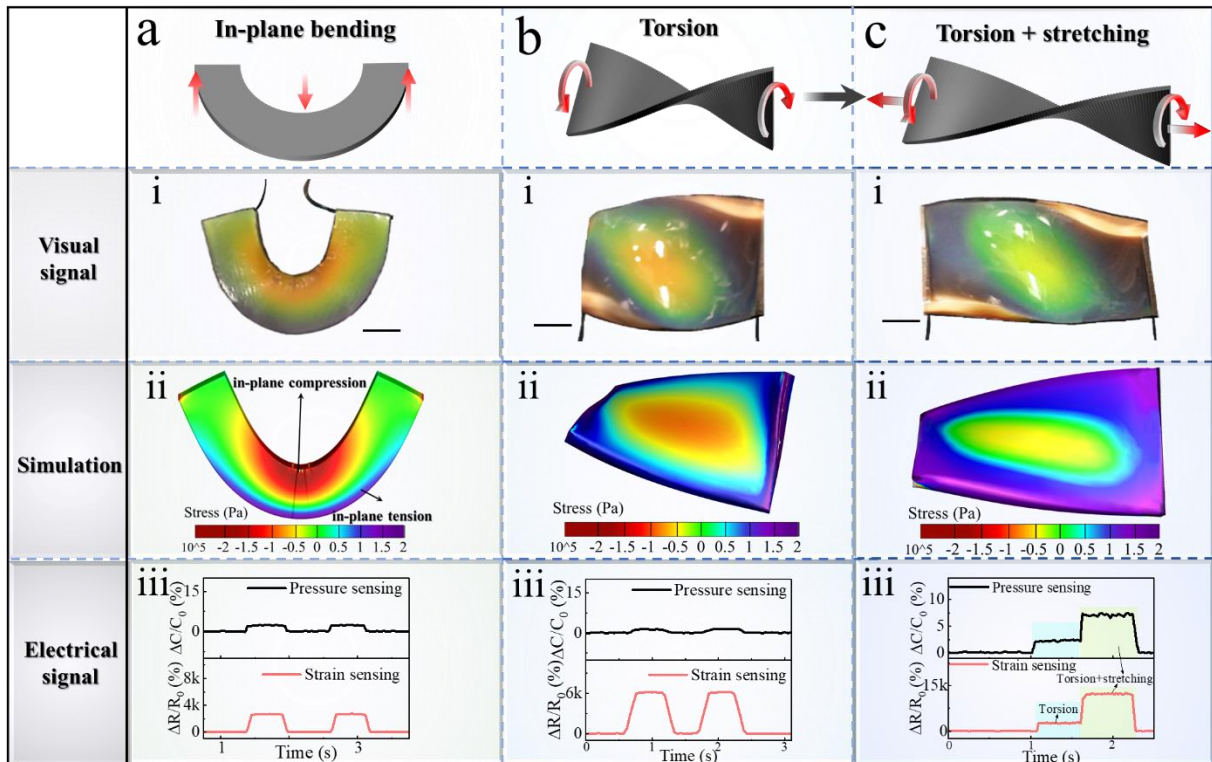 a
In-plane bending
b
Torsion
c
Torsion + stretching
Visual
signal
i
i
i
Simulation
ii
in-plane compression
in-plane tension
Stress (Pa)
10^5 -2 -1.5 -1 -0.5 0 0.5 1 1.5 2
ii
Stress (Pa)
10^5 -2 -1.5 -1 -0.5 0 0.5 1 1.5 2
ii
Stress (Pa)
10^5 -2 -1.5 -1 -0.5 0 0.5 1 1.5 2
Electrical
signal
iii
Pressure sensing
ΔC/C₀ (%)
15
0
Strain sensing
ΔR/R₀ (%)
8k
4k
0
1 2 3
Time (s)
iii
Pressure sensing
ΔC/C₀ (%)
15
0
Strain sensing
ΔR/R₀ (%)
6k
0
0 1 2 3
Time (s)
iii
Pressure sensing
ΔC/C₀ (%)
10
5
0
Strain sensing
Torsion+stretching
Torsion
ΔR/R₀ (%)
15k
0
0 1 2
Time (s)